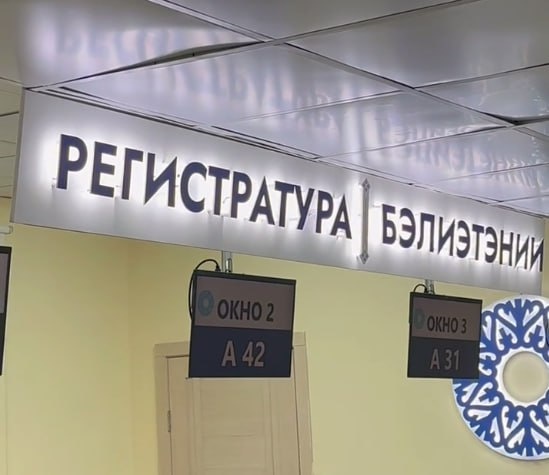 РЕГИСТРАТУРА БЭЛИЭТЭНИИ
ОКНО 2
А 42
ОКНО 3
А 31